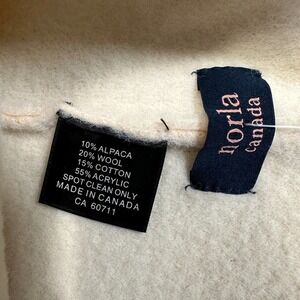 10% ALPACA
20% WOOL
15% COTTON
55% ACRYLIC
SPOT CLEAN ONLY
MADE IN CANADA
CA 60711
horla
Canada